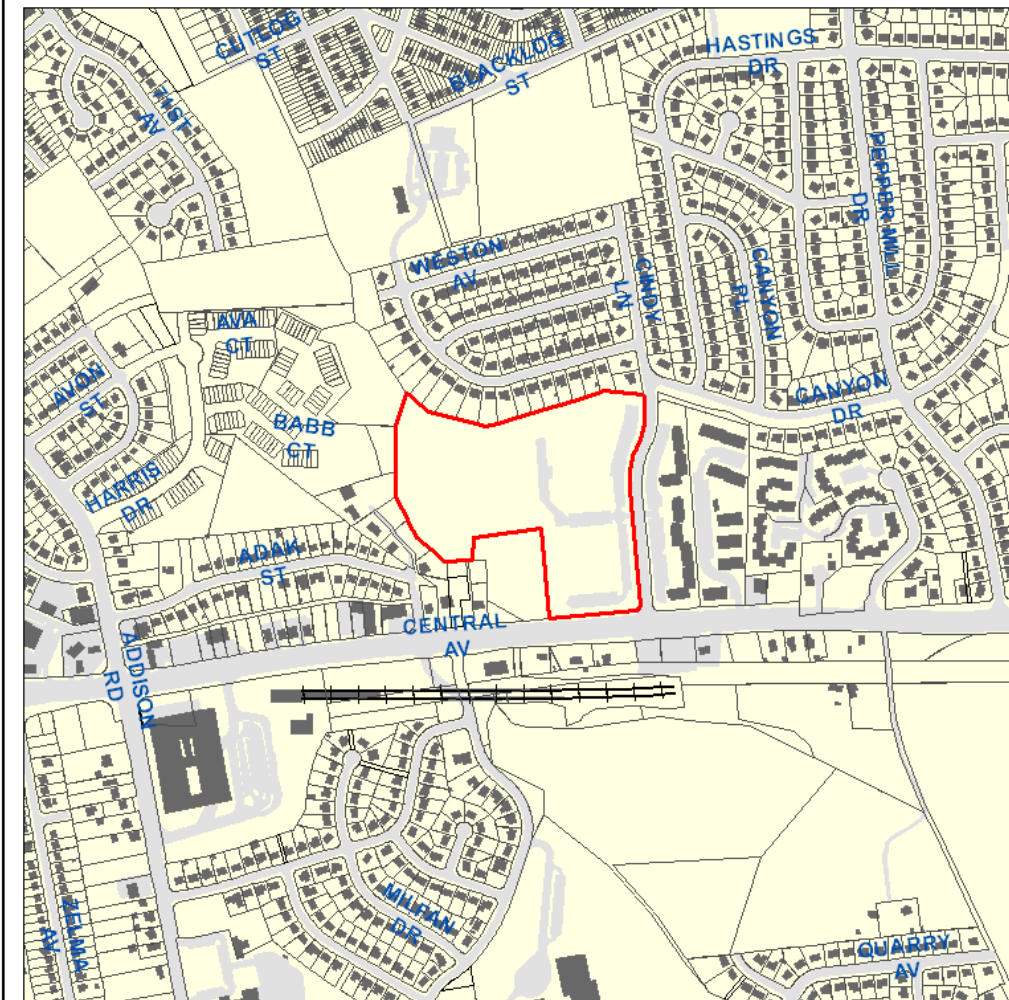 CUTLOG
ST
BLACKLOG
ST
HASTINGS
DR
71ST
AV
PEPPER MILL
DR
WESTON
AV
CINDY
LN
CANYON
PL
AVA
CT
AVON
ST
CANYON
DR
BABB
CT
HARRIS
DR
ADAK
ST
CENTRAL
AV
ADDISON
RD
MILPAN
DR
ZELMA
AV
QUARRY
AV